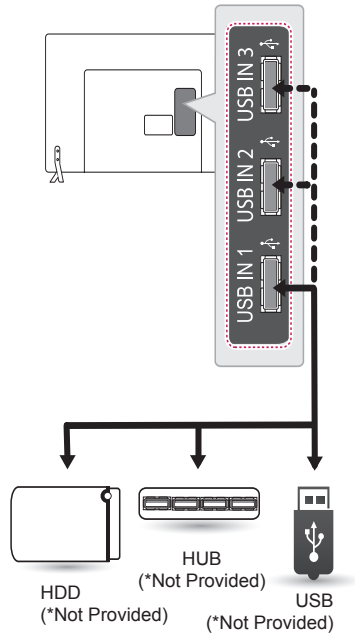 USB IN 3
USB IN 2
USB IN 1
HDD
(*Not Provided)
HUB
(*Not Provided)
USB
(*Not Provided)